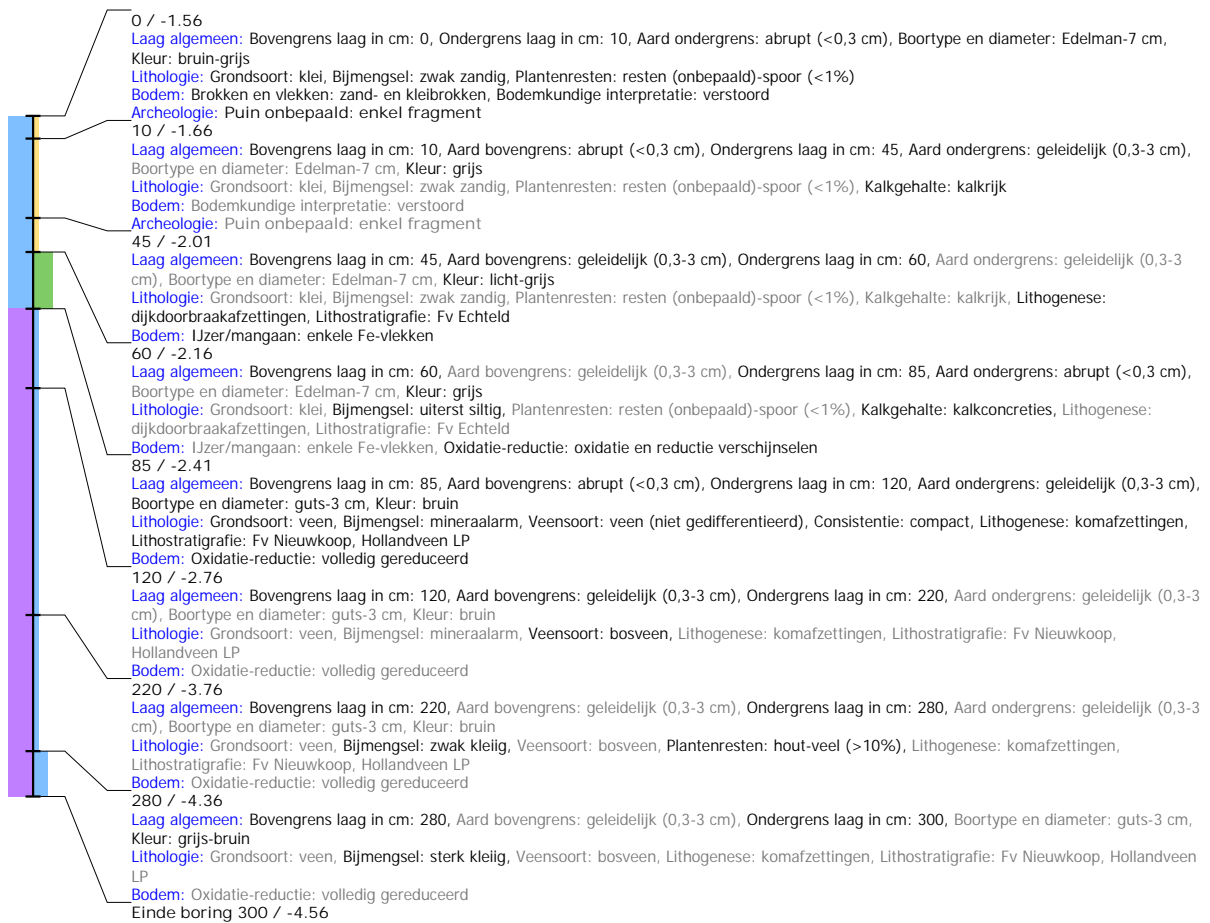 0 / -1.56
Laag algemeen: Bovengrens laag in cm: 0, Ondergrens laag in cm: 10, Aard ondergrens: abrupt (<0,3 cm), Boortype en diameter: Edelman-7 cm,
Kleur: bruin-grijs
Lithologie: Grondsoort: klei, Bijmengsel: zwak zandig, Plantenresten: resten (onbepaald)-spoor (<1%)
Bodem: Brokken en vlekken: zand- en kleibrokken, Bodemkundige interpretatie: verstoord
Archeologie: Puin onbepaald: enkel fragment
10 / -1.66
Laag algemeen: Bovengrens laag in cm: 10, Aard bovengrens: abrupt (<0,3 cm), Ondergrens laag in cm: 45, Aard ondergrens: geleidelijk (0,3-3 cm),
Boortype en diameter: Edelman-7 cm, Kleur: grijs
Lithologie: Grondsoort: klei, Bijmengsel: zwak zandig, Plantenresten: resten (onbepaald)-spoor (<1%), Kalkgehalte: kalkrijk
Bodem: Bodemkundige interpretatie: verstoord
Archeologie: Puin onbepaald: enkel fragment
45 / -2.01
Laag algemeen: Bovengrens laag in cm: 45, Aard bovengrens: geleidelijk (0,3-3 cm), Ondergrens laag in cm: 60, Aard ondergrens: geleidelijk (0,3-3
cm), Boortype en diameter: Edelman-7 cm, Kleur: licht-grijs
Lithologie: Grondsoort: klei, Bijmengsel: zwak zandig, Plantenresten: resten (onbepaald)-spoor (<1%), Kalkgehalte: kalkrijk, Lithogenese:
dijkdoorbraakafzettingen, Lithostratigrafie: Fv Echteld
Bodem: IJzer/mangaan: enkele Fe-vlekken
60 / -2.16
Laag algemeen: Bovengrens laag in cm: 60, Aard bovengrens: geleidelijk (0,3-3 cm), Ondergrens laag in cm: 85, Aard ondergrens: abrupt (<0,3 cm),
Boortype en diameter: Edelman-7 cm, Kleur: grijs
Lithologie: Grondsoort: klei, Bijmengsel: uiterst siltig, Plantenresten: resten (onbepaald)-spoor (<1%), Kalkgehalte: kalkconcreties, Lithogenese:
dijkdoorbraakafzettingen, Lithostratigrafie: Fv Echteld
Bodem: IJzer/mangaan: enkele Fe-vlekken, Oxidatie-reductie: oxidatie en reductie verschijnselen
85 / -2.41
Laag algemeen: Bovengrens laag in cm: 85, Aard bovengrens: abrupt (<0,3 cm), Ondergrens laag in cm: 120, Aard ondergrens: geleidelijk (0,3-3 cm),
Boortype en diameter: guts-3 cm, Kleur: bruin
Lithologie: Grondsoort: veen, Bijmengsel: mineraalarm, Veensoort: veen (niet gedifferentieerd), Consistentie: compact, Lithogenese: komafzettingen,
Lithostratigrafie: Fv Nieuwkoop, Hollandveen LP
Bodem: Oxidatie-reductie: volledig gereduceerd
120 / -2.76
Laag algemeen: Bovengrens laag in cm: 120, Aard bovengrens: geleidelijk (0,3-3 cm), Ondergrens laag in cm: 220, Aard ondergrens: geleidelijk (0,3-3
cm), Boortype en diameter: guts-3 cm, Kleur: bruin
Lithologie: Grondsoort: veen, Bijmengsel: mineraalarm, Veensoort: bosveen, Lithogenese: komafzettingen, Lithostratigrafie: Fv Nieuwkoop,
Hollandveen LP
Bodem: Oxidatie-reductie: volledig gereduceerd
220 / -3.76
Laag algemeen: Bovengrens laag in cm: 220, Aard bovengrens: geleidelijk (0,3-3 cm), Ondergrens laag in cm: 280, Aard ondergrens: geleidelijk (0,3-3
cm), Boortype en diameter: guts-3 cm, Kleur: bruin
Lithologie: Grondsoort: veen, Bijmengsel: zwak kleiig, Veensoort: bosveen, Plantenresten: hout-veel (>10%), Lithogenese: komafzettingen,
Lithostratigrafie: Fv Nieuwkoop, Hollandveen LP
Bodem: Oxidatie-reductie: volledig gereduceerd
280 / -4.36
Laag algemeen: Bovengrens laag in cm: 280, Aard bovengrens: geleidelijk (0,3-3 cm), Ondergrens laag in cm: 300, Boortype en diameter: guts-3 cm,
Kleur: grijs-bruin
Lithologie: Grondsoort: veen, Bijmengsel: sterk kleiig, Veensoort: bosveen, Lithogenese: komafzettingen, Lithostratigrafie: Fv Nieuwkoop, Hollandveen
LP
Bodem: Oxidatie-reductie: volledig gereduceerd
Einde boring 300 / -4.56